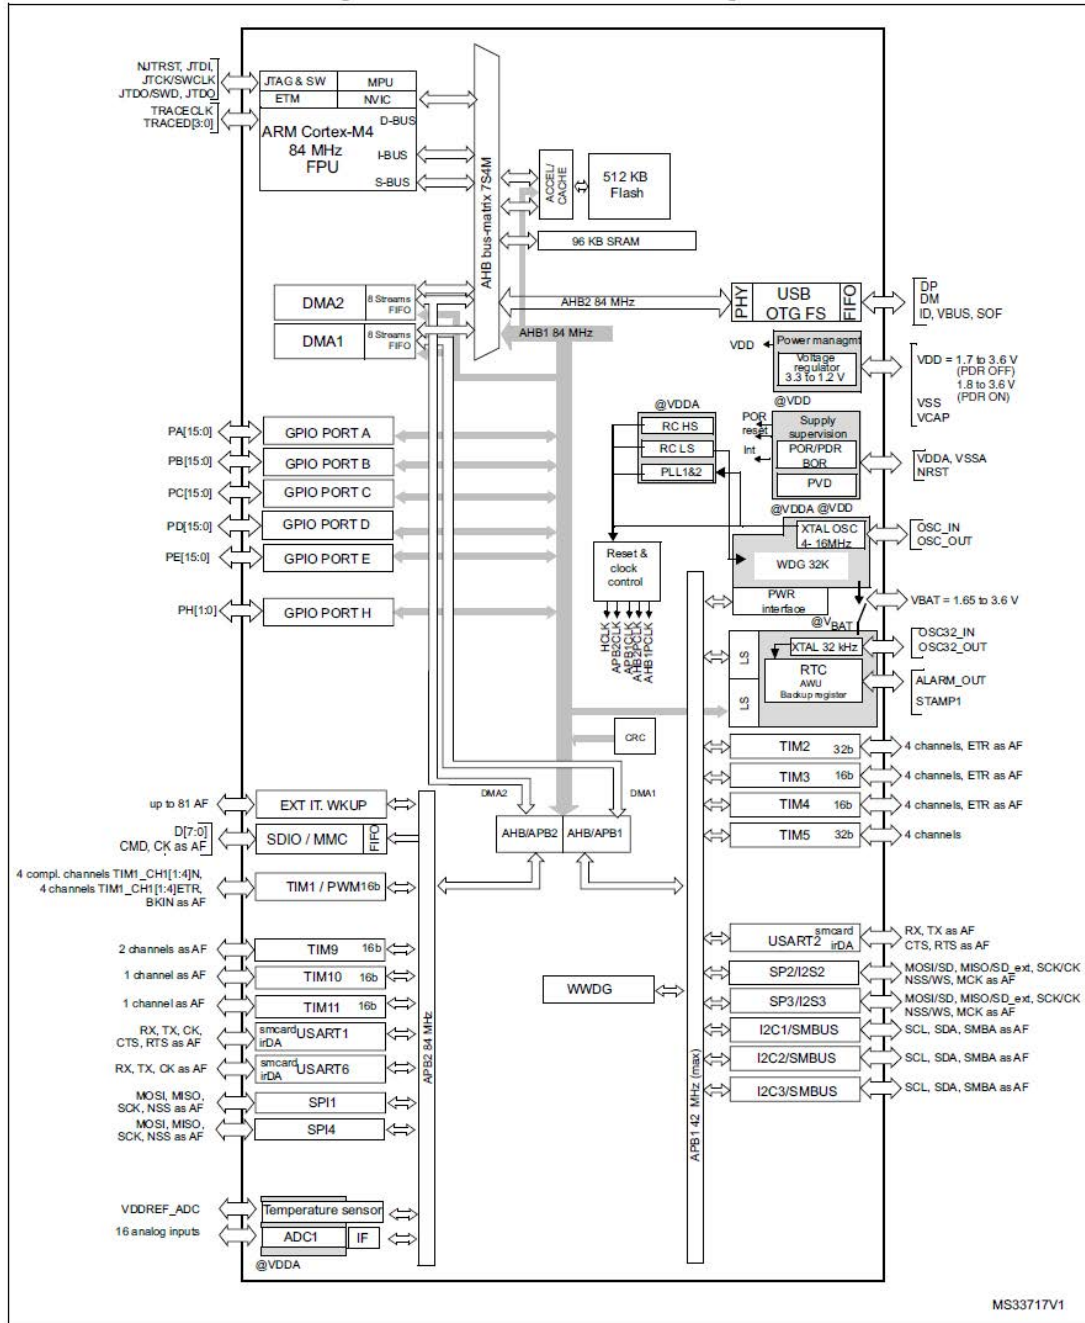 NJTRST, JTDI,
JTCK/SWCLK
JTDO/SWD, JTDO
TRACECLK
TRACED[3:0]
JTAG & SW
MPU
ETM
NVIC
D-BUS
ARM Cortex-M4
84 MHz
FPU
I-BUS
S-BUS
AHB bus-matrix 7S4M
ACCEL/
CACHE
512 KB
Flash
96 KB SRAM
DMA2
8 Streams
FIFO
DMA1
8 Streams
FIFO
AHB2 84 MHz
AHB1 84 MHz
PHY
USB
OTG FS
FIFO
DP
DM
ID, VBUS, SOF
VDD
Power managmt
Voltage
regulator
3.3 to 1.2 V
@VDD
VDD = 1.7 to 3.6 V
(PDR OFF)
1.8 to 3.6 V
(PDR ON)
VSS
VCAP
@VDDA
RC HS
RC LS
PLL1&2
POR
reset
Int
Supply
supervision
POR/PDR
BOR
PVD
VDDA, VSSA
NRST
@VDDA @VDD
XTAL OSC
4- 16MHz
OSC_IN
OSC_OUT
WDG 32K
PWR
interface
VBAT = 1.65 to 3.6 V
@VBAT
Reset &
clock
control
HCLK
APB2CLK
APB1CLK
AHB2PCLK
AHB1PCLK
LS
LS
XTAL 32 kHz
RTC
AWU
Backup register
OSC32_IN
OSC32_OUT
ALARM_OUT
STAMP1
PA[15:0]
GPIO PORT A
PB[15:0]
GPIO PORT B
PC[15:0]
GPIO PORT C
PD[15:0]
GPIO PORT D
PE[15:0]
GPIO PORT E
PH[1:0]
GPIO PORT H
CRC
DMA2
DMA1
AHB/APB2
AHB/APB1
TIM2 32b
4 channels, ETR as AF
TIM3 16b
4 channels, ETR as AF
TIM4 16b
4 channels, ETR as AF
TIM5 32b
4 channels
up to 81 AF
EXT IT. WKUP
D[7:0]
CMD, CK as AF
SDIO / MMC
FIFO
4 compl. channels TIM1_CH1[1:4]N,
4 channels TIM1_CH1[1:4]ETR,
BKIN as AF
TIM1 / PWM 16b
2 channels as AF
TIM9 16b
1 channel as AF
TIM10 16b
1 channel as AF
TIM11 16b
RX, TX, CK,
CTS, RTS as AF
smcard
irDA
USART1
RX, TX, CK as AF
smcard
irDA
USART6
MOSI, MISO,
SCK, NSS as AF
SPI1
MOSI, MISO,
SCK, NSS as AF
SPI4
VDDREF_ADC
Temperature sensor
16 analog inputs
ADC1
IF
@VDDA
APB2 84 MHz
WWDG
APB1 42 MHz (max)
smcard
USART2 irDA
RX, TX as AF
CTS, RTS as AF
SP2/I2S2
MOSI/SD, MISO/SD_ext, SCK/CK
NSS/WS, MCK as AF
SP3/I2S3
MOSI/SD, MISO/SD_ext, SCK/CK
NSS/WS, MCK as AF
I2C1/SMBUS
SCL, SDA, SMBA as AF
I2C2/SMBUS
SCL, SDA, SMBA as AF
I2C3/SMBUS
SCL, SDA, SMBA as AF
MS33717V1